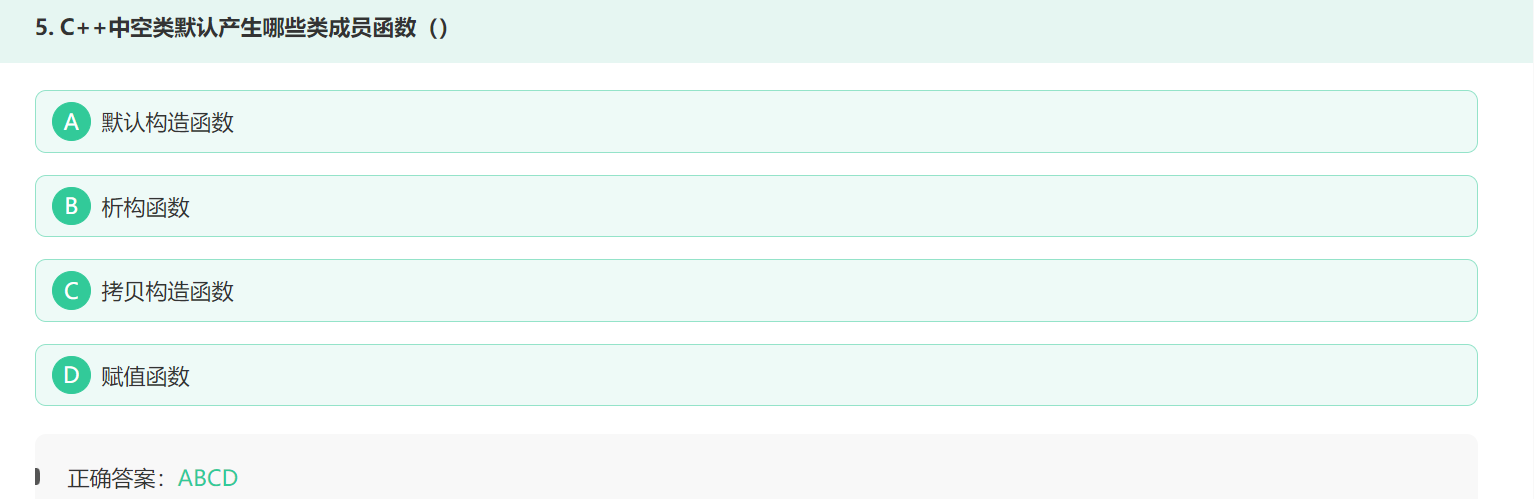 5. C++中空类默认产生哪些类成员函数（）
A 默认构造函数
B 析构函数
C 拷贝构造函数
D 赋值函数
正确答案：ABCD